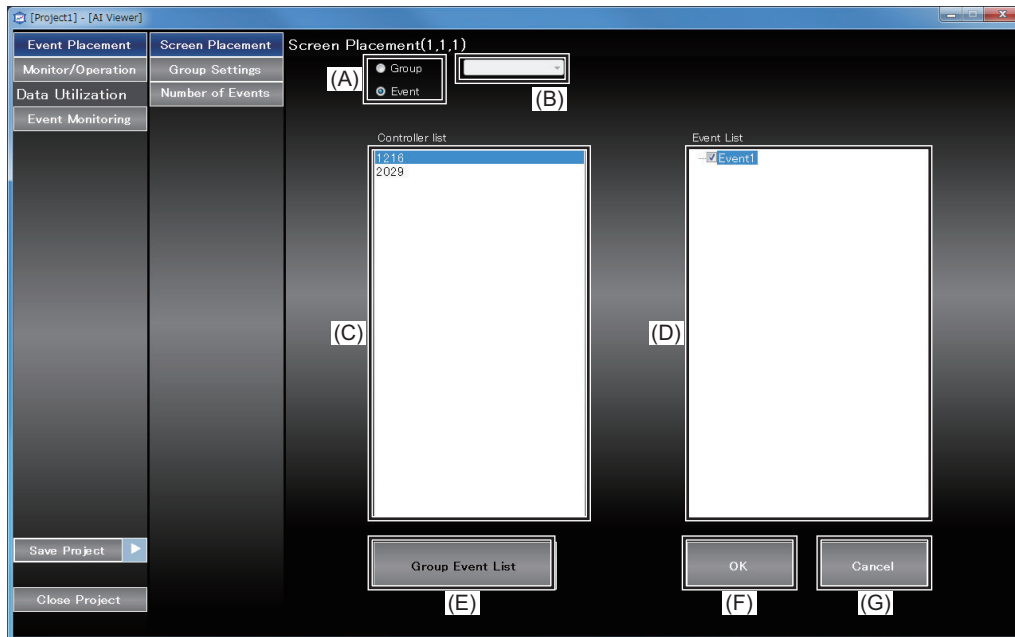 [Project1] - [AI Viewer]
Event Placement
Monitor/Operation
Data Utilization
Event Monitoring
Screen Placement
Group Settings
Number of Events
Screen Placement(1,1,1)
(A)
Group
Event
(B)
Controller list
1216
2029
(C)
Event List
Event1
(D)
Save Project
Close Project
Group Event List
(E)
OK
(F)
Cancel
(G)